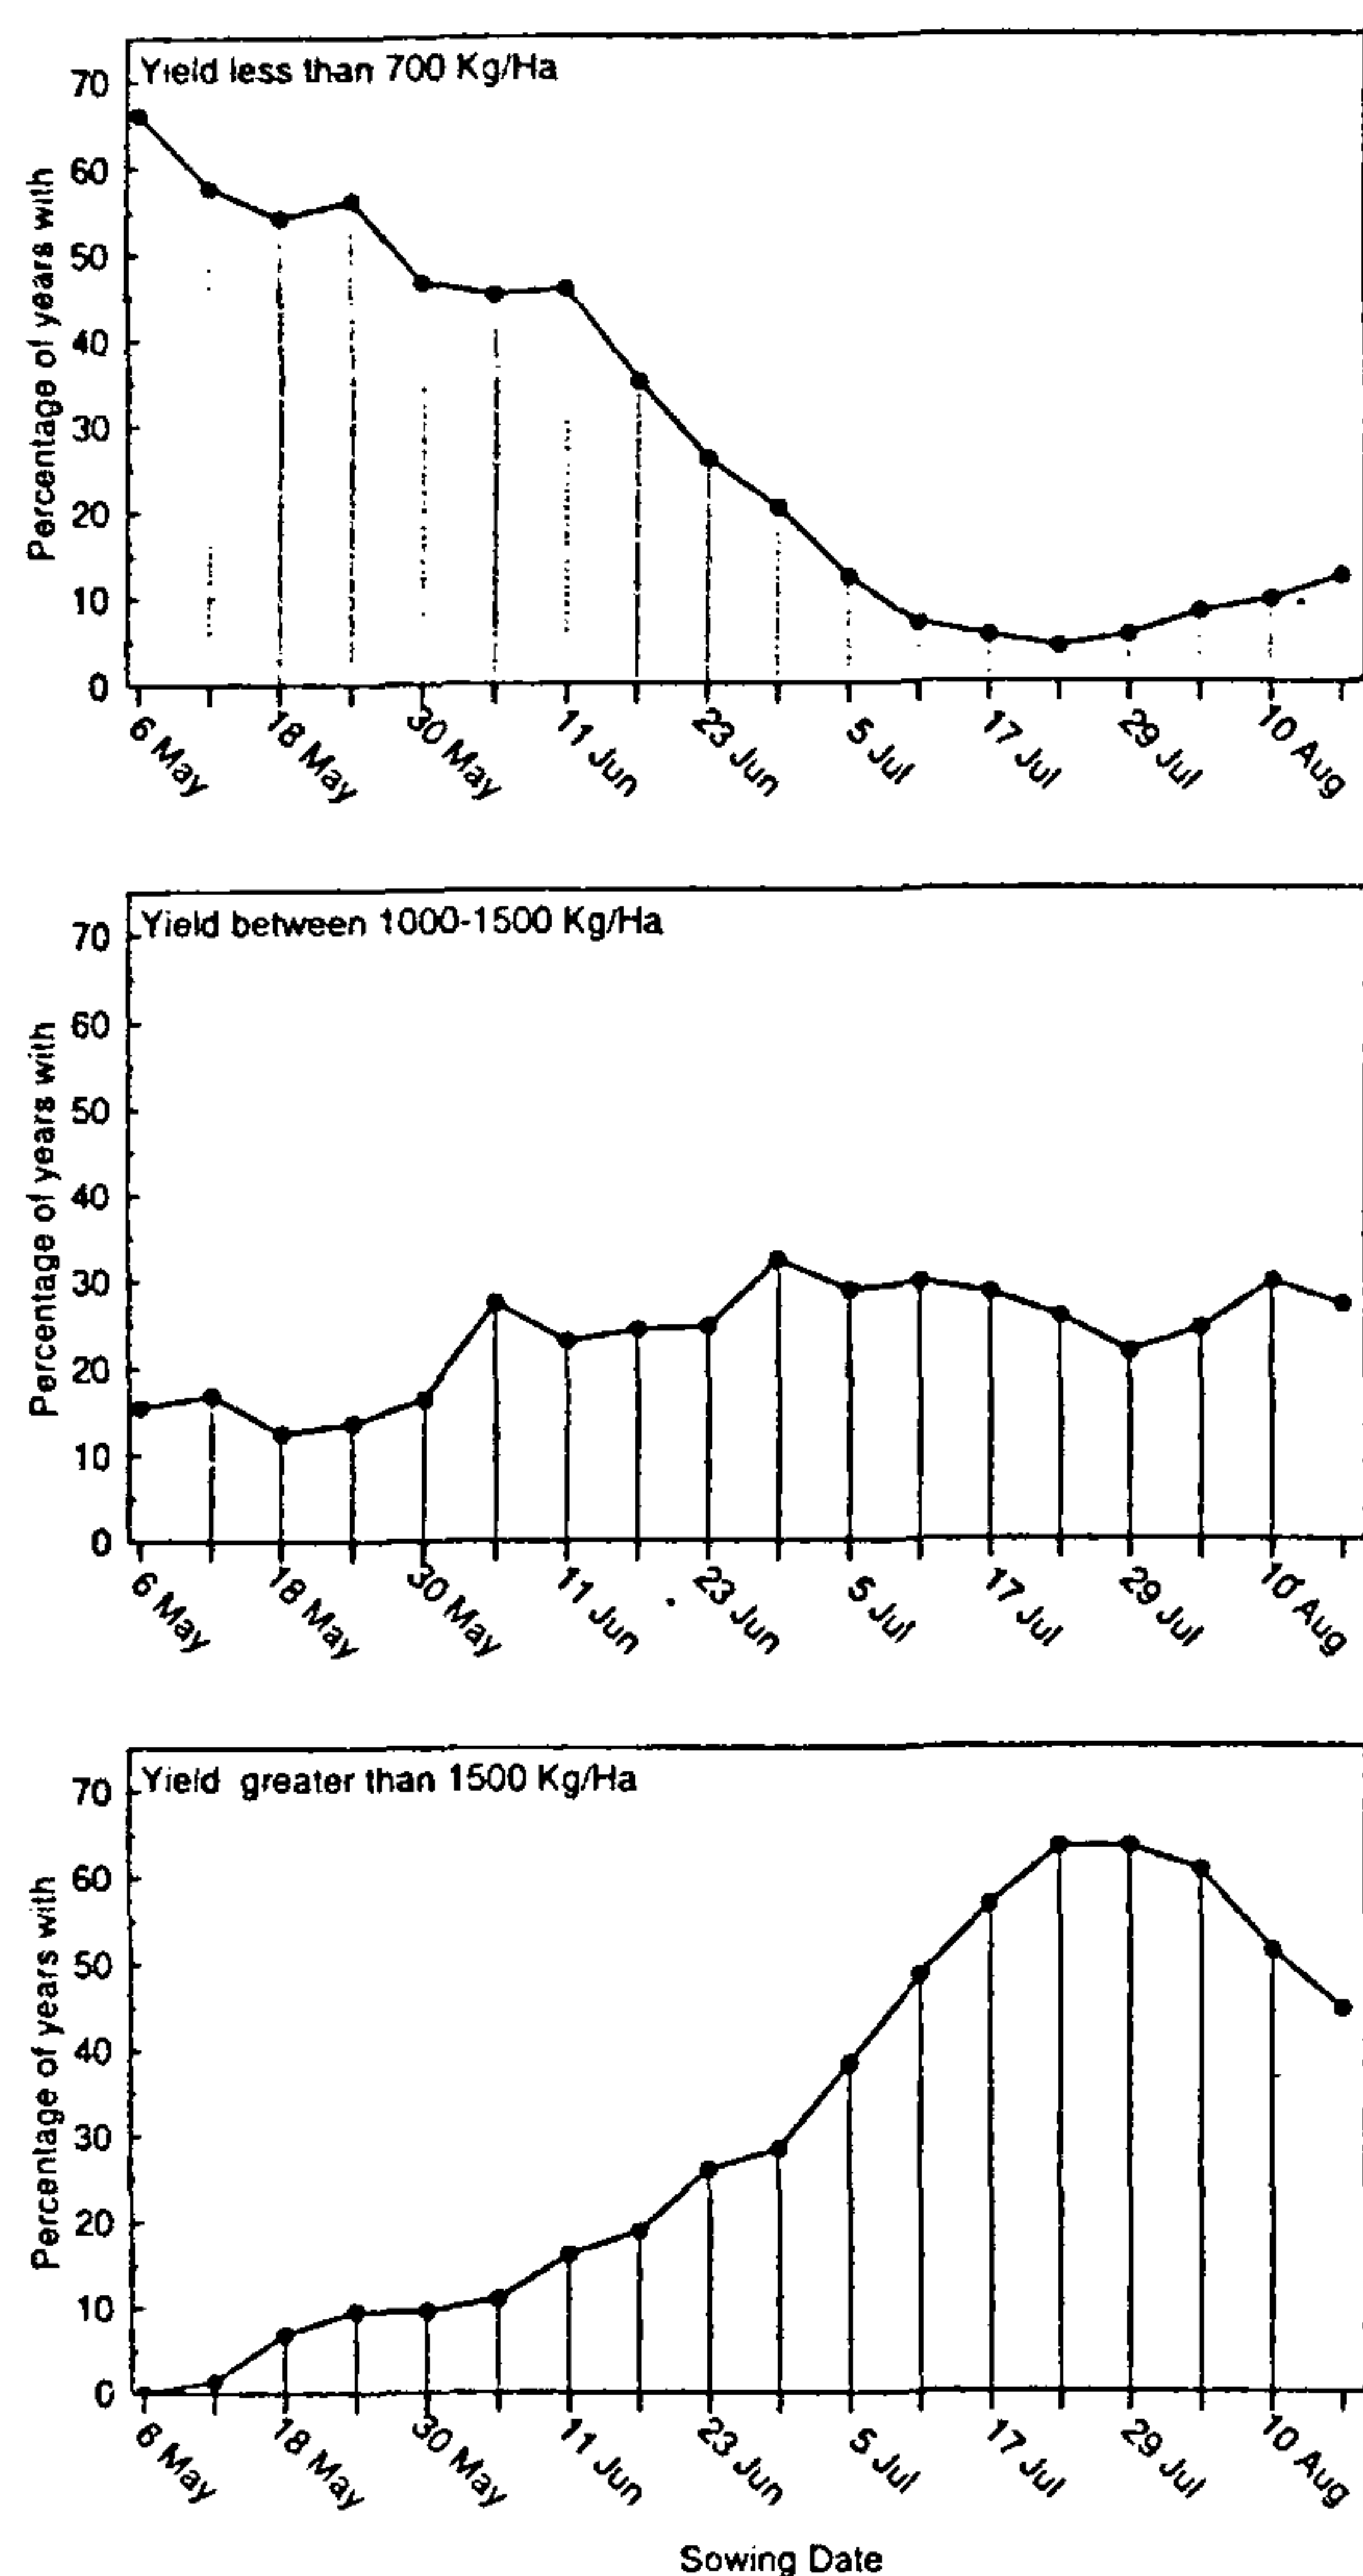 Yield less than 700 Kg/Ha
Percentage of years with
70
60
50
40
30
20
10
0
6 May
18 May
30 May
11 Jun
23 Jun
5 Jul
17 Jul
29 Jul
10 Aug
Yield between 1000-1500 Kg/Ha
Percentage of years with
70
60
50
40
30
20
10
0
6 May
18 May
30 May
11 Jun
23 Jun
5 Jul
17 Jul
29 Jul
10 Aug
Yield greater than 1500 Kg/Ha
Percentage of years with
70
60
50
40
30
20
10
0
6 May
18 May
30 May
11 Jun
23 Jun
5 Jul
17 Jul
29 Jul
10 Aug
Sowing Date